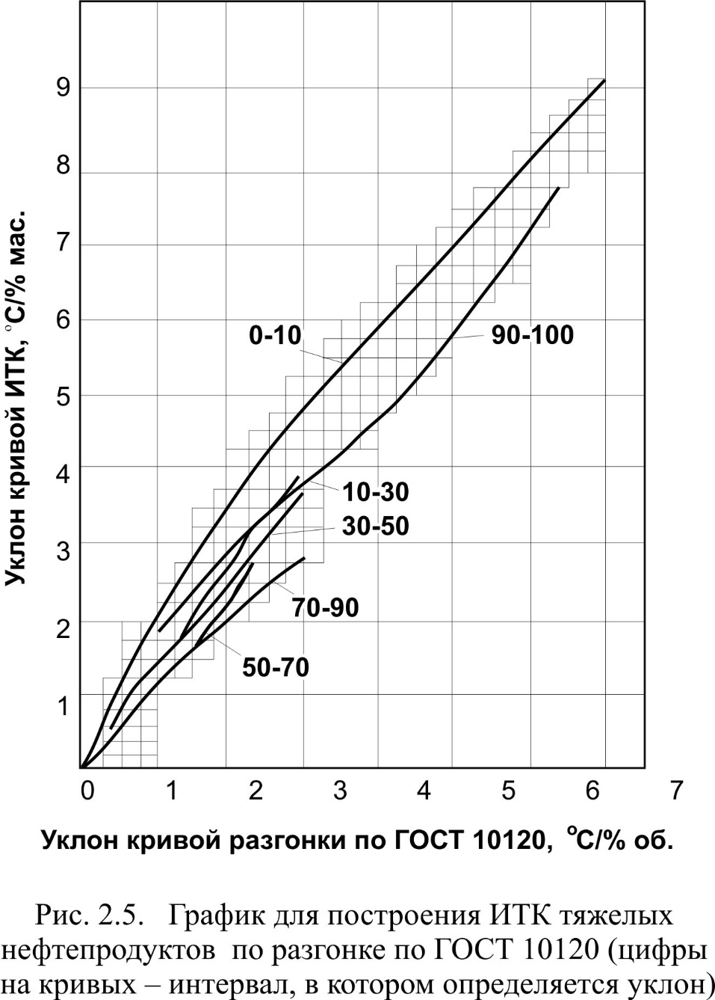 9
8
7
6
5
4
3
2
1
Уклон кривой ИТК, °С/% мас.
0-10
90-100
10-30
30-50
70-90
50-70
0 1 2 3 4 5 6 7
Уклон кривой разгонки по ГОСТ 10120, °С/% об.
Рис. 2.5. График для построения ИТК тяжелых
нефтепродуктов по разгонке по ГОСТ 10120 (цифры
на кривых – интервал, в котором определяется уклон)